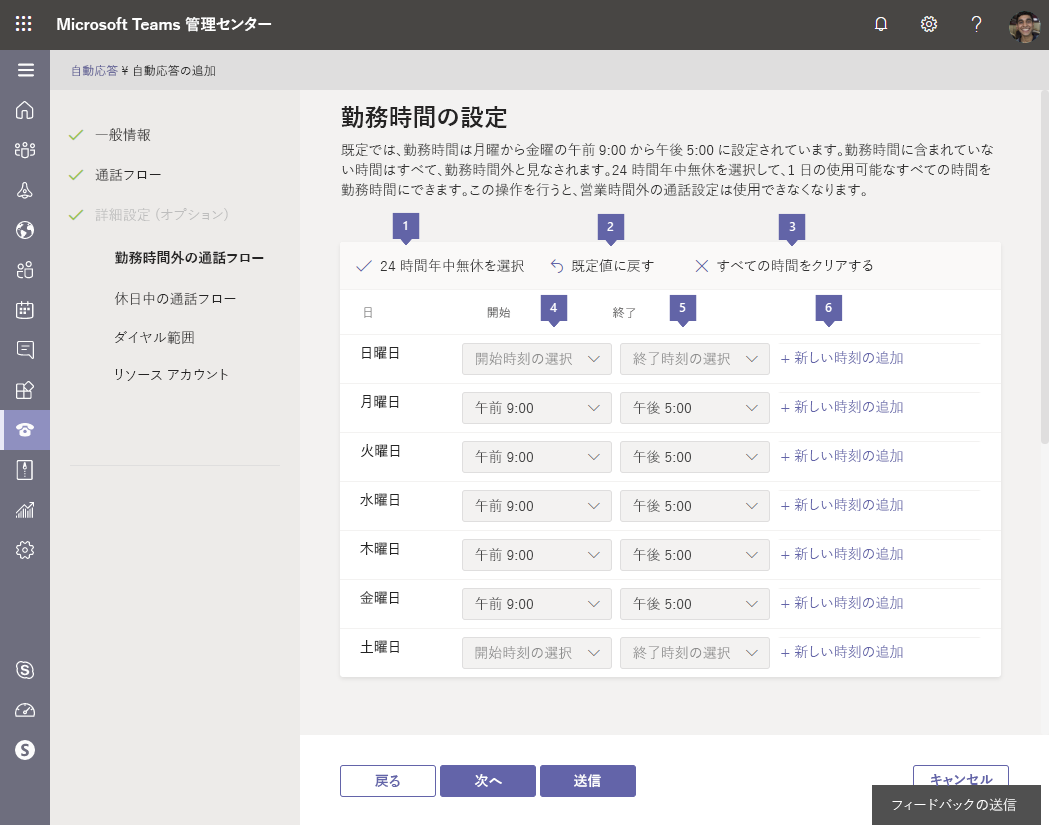 Microsoft Teams 管理センター
自動応答 ¥ 自動応答の追加
一般情報
通話フロー
詳細設定 (オプション)
勤務時間外の通話フロー
休日中の通話フロー
ダイヤル範囲
リソース アカウント
勤務時間の設定
既定では、勤務時間は月曜から金曜の午前 9:00 から午後 5:00 に設定されています。勤務時間に含まれていな
い時間はすべて、勤務時間外と見なされます。24 時間年中無休を選択して、1 日の使用可能なすべての時間を
勤務時間にできます。この操作を行うと、営業時間外の通話設定は使用できなくなります。
1 2 3
24 時間年中無休を選択 既定値に戻す すべての時間をクリアする
日 開始 4 終了 5 6
日曜日 開始時刻の選択 終了時刻の選択 + 新しい時刻の追加
月曜日 午前 9:00 午後 5:00 + 新しい時刻の追加
火曜日 午前 9:00 午後 5:00 + 新しい時刻の追加
水曜日 午前 9:00 午後 5:00 + 新しい時刻の追加
木曜日 午前 9:00 午後 5:00 + 新しい時刻の追加
金曜日 午前 9:00 午後 5:00 + 新しい時刻の追加
土曜日 開始時刻の選択 終了時刻の選択 + 新しい時刻の追加
戻る 次へ 送信 キャンセル
フィードバックの送信